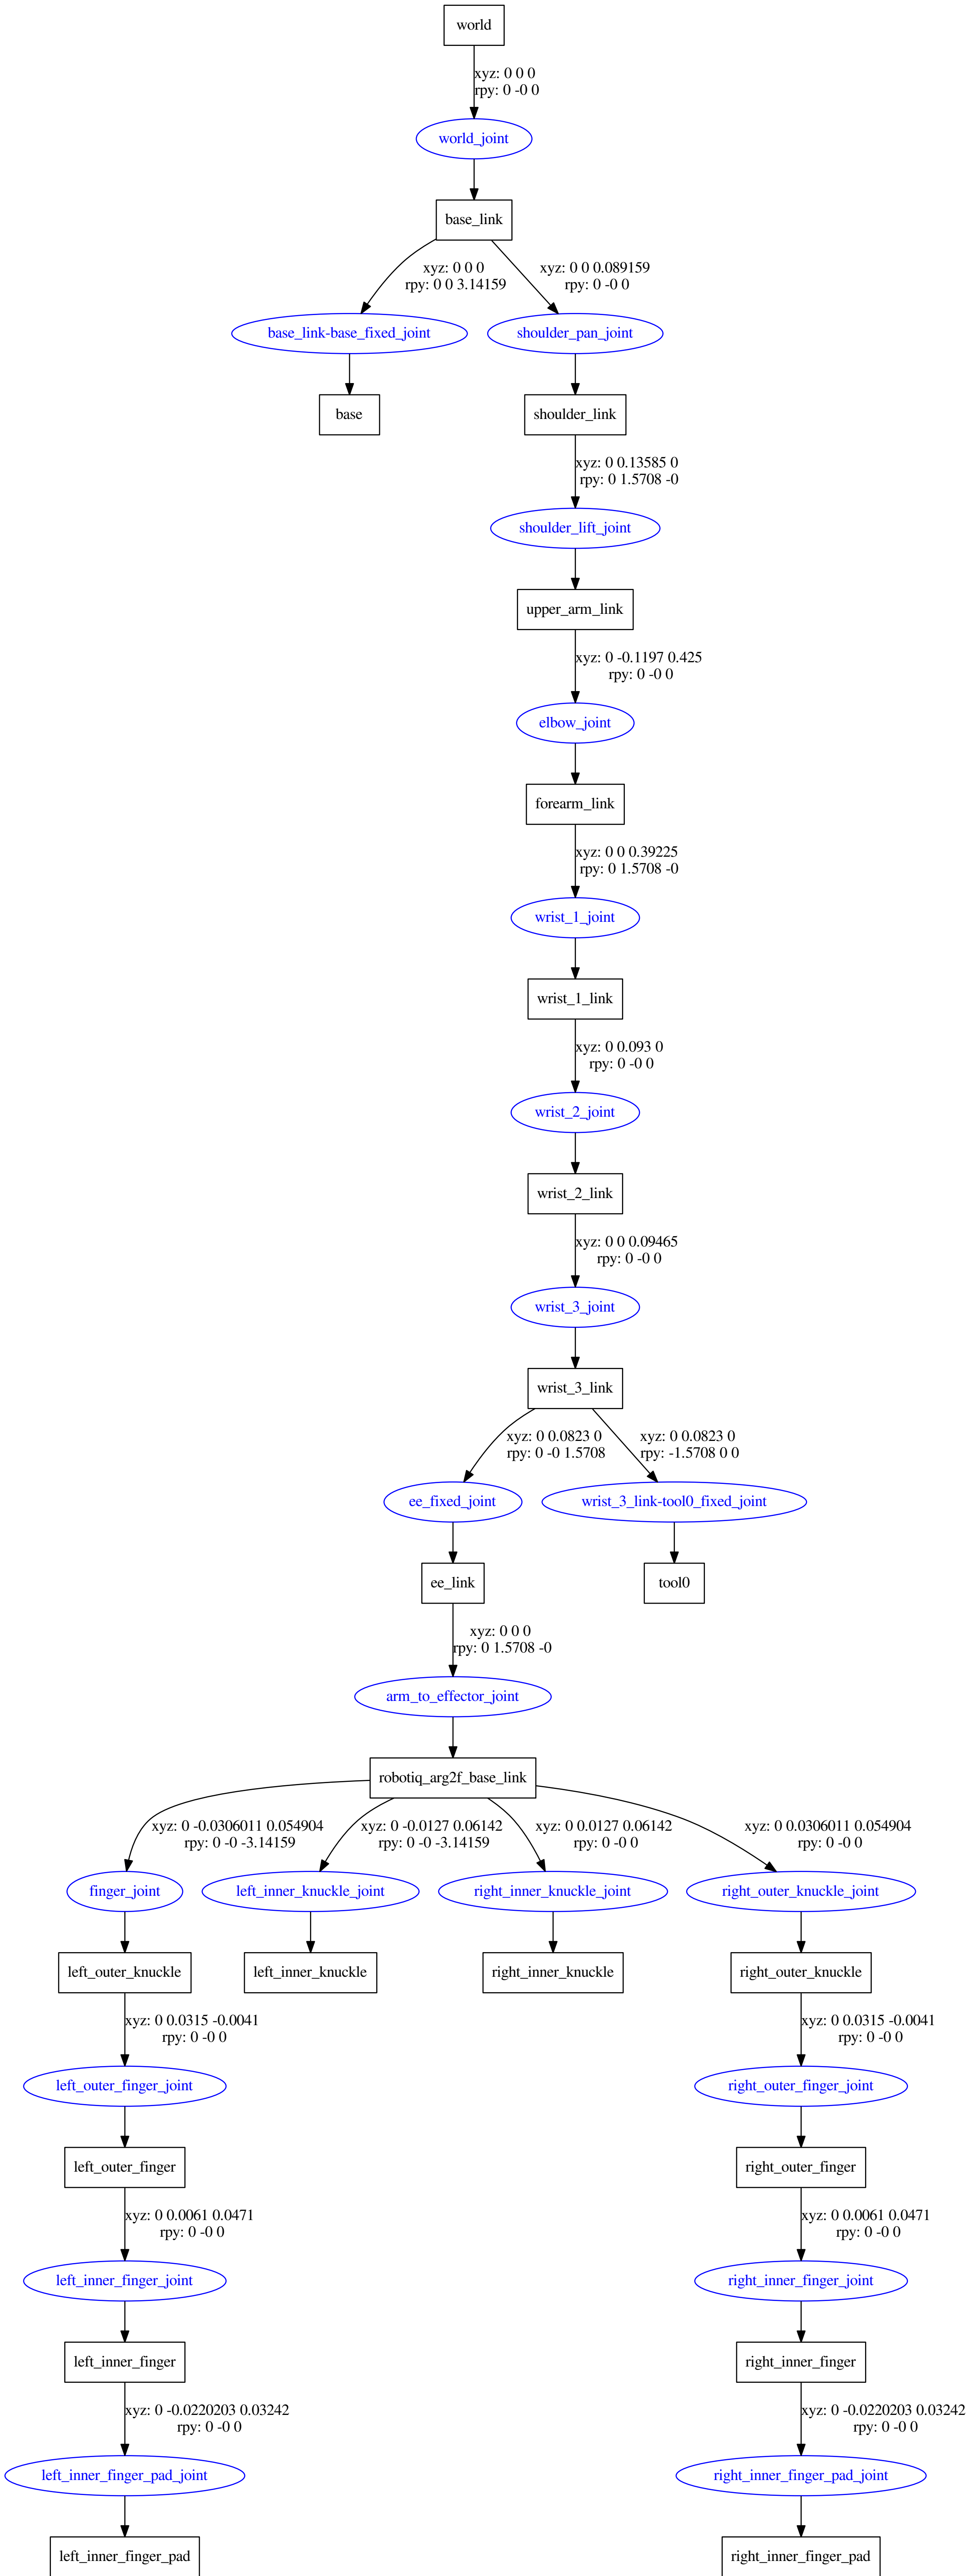 world
xyz: 0 0 0
rpy: 0 -0 0
world_joint
base_link
xyz: 0 0 0
rpy: 0 0 3.14159
xyz: 0 0 0.089159
rpy: 0 -0 0
base_link-base_fixed_joint
shoulder_pan_joint
base
shoulder_link
xyz: 0 0.13585 0
rpy: 0 1.5708 -0
shoulder_lift_joint
upper_arm_link
xyz: 0 -0.1197 0.425
rpy: 0 -0 0
elbow_joint
forearm_link
xyz: 0 0 0.39225
rpy: 0 1.5708 -0
wrist_1_joint
wrist_1_link
xyz: 0 0.093 0
rpy: 0 -0 0
wrist_2_joint
wrist_2_link
xyz: 0 0 0.09465
rpy: 0 -0 0
wrist_3_joint
wrist_3_link
xyz: 0 0.0823 0
rpy: 0 -0 1.5708
xyz: 0 0.0823 0
rpy: -1.5708 0 0
ee_fixed_joint
wrist_3_link-tool0_fixed_joint
ee_link
tool0
xyz: 0 0 0
rpy: 0 1.5708 -0
arm_to_effector_joint
robotiq_arg2f_base_link
xyz: 0 -0.0306011 0.054904
rpy: 0 -0 -3.14159
xyz: 0 -0.0127 0.06142
rpy: 0 -0 -3.14159
xyz: 0 0.0127 0.06142
rpy: 0 -0 0
xyz: 0 0.0306011 0.054904
rpy: 0 -0 0
finger_joint
left_inner_knuckle_joint
right_inner_knuckle_joint
right_outer_knuckle_joint
left_outer_knuckle
left_inner_knuckle
right_inner_knuckle
right_outer_knuckle
xyz: 0 0.0315 -0.0041
rpy: 0 -0 0
xyz: 0 0.0315 -0.0041
rpy: 0 -0 0
left_outer_finger_joint
right_outer_finger_joint
left_outer_finger
right_outer_finger
xyz: 0 0.0061 0.0471
rpy: 0 -0 0
xyz: 0 0.0061 0.0471
rpy: 0 -0 0
left_inner_finger_joint
right_inner_finger_joint
left_inner_finger
right_inner_finger
xyz: 0 -0.0220203 0.03242
rpy: 0 -0 0
xyz: 0 -0.0220203 0.03242
rpy: 0 -0 0
left_inner_finger_pad_joint
right_inner_finger_pad_joint
left_inner_finger_pad
right_inner_finger_pad